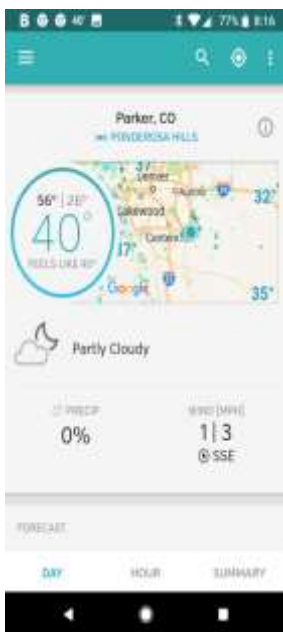 40° 77% 8:16
Parker, CO
PONDEROSA HILLS
56° | 26°
40°
FEELS LIKE 40°
37°
Denver
Aurora
32°
Lakewood
Centennial
17°
Google
35°
Partly Cloudy
PRECIP
0%
WIND (MPH)
1 | 3
SSE
FORECAST
DAY HOUR SUMMARY